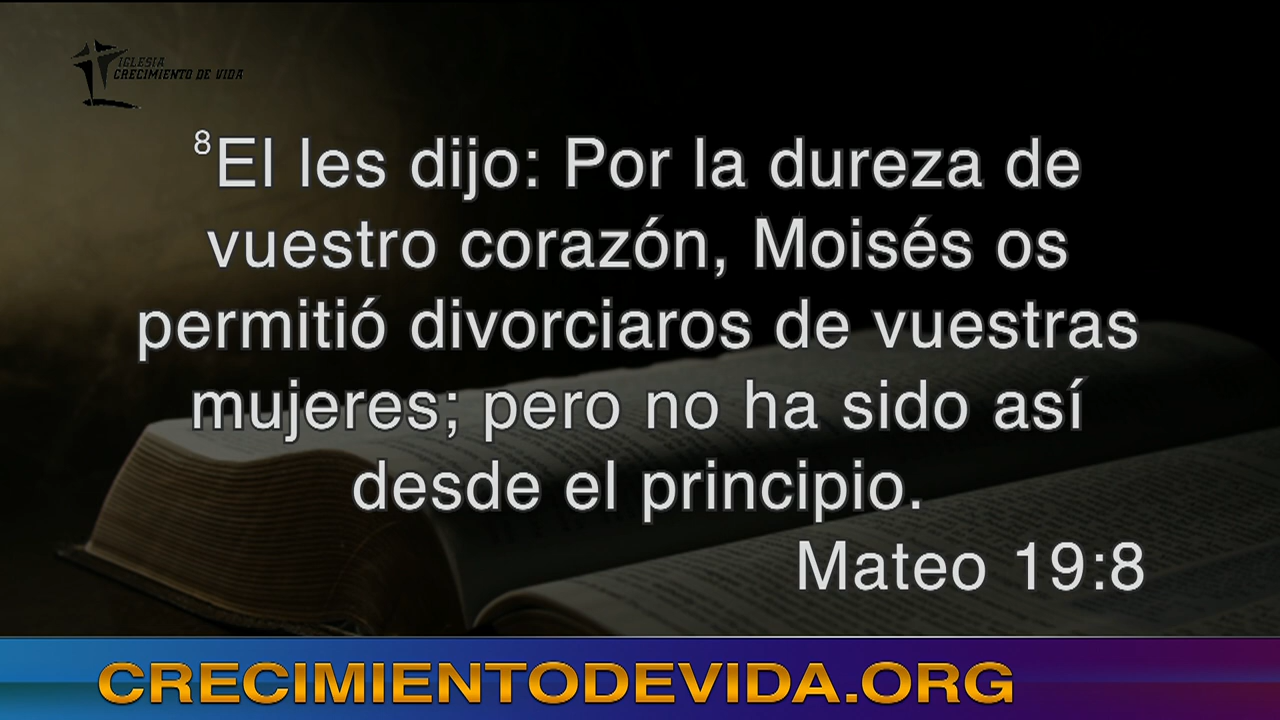 IGLESIA
CRECIMIENTO DE VIDA
⁸El les dijo: Por la dureza de
vuestro corazón, Moisés os
permitió divorciaros de vuestras
mujeres; pero no ha sido así
desde el principio.
Mateo 19:8
CRECIMIENTODEVIDA.ORG